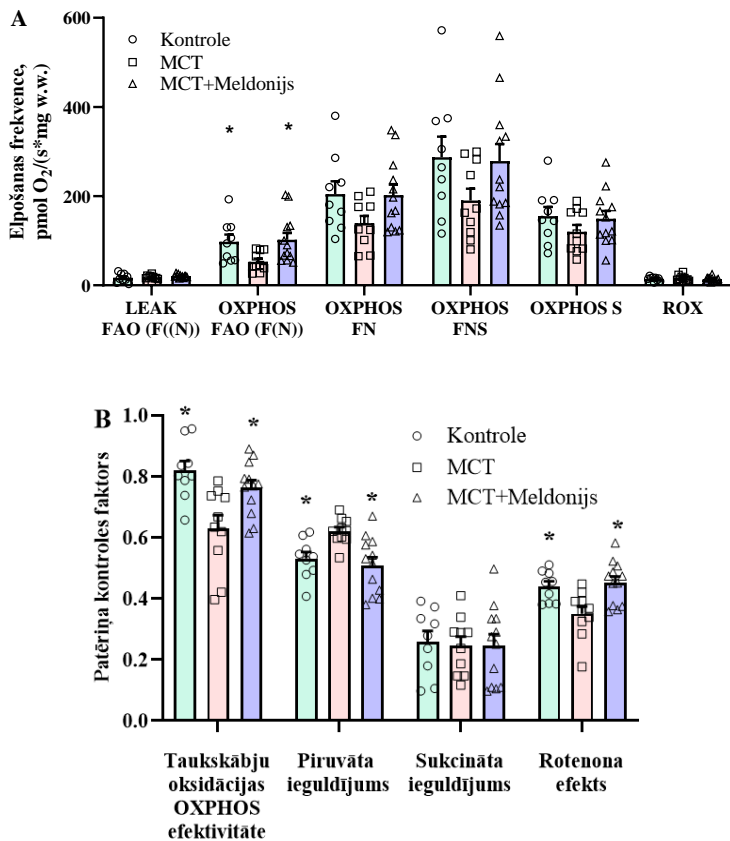 A
Elpošanas frekvence,
pmol O₂/(s*mg w.w.)
600
400
200
0
Kontrole
MCT
MCT+Meldonijs
*
*
LEAK
FAO (F((N))
OXPHOS
FAO (F(N))
OXPHOS
FN
OXPHOS
FNS
OXPHOS S
ROX
B
Patēriņa kontroles faktors
1.0
0.8
0.6
0.4
0.2
0.0
Kontrole
MCT
MCT+Meldonijs
*
*
*
*
*
*
Taukskābju
oksidācijas
OXPHOS
efektivitāte
Piruvāta
ieguldījums
Sukcināta
ieguldījums
Rotenona
efekts